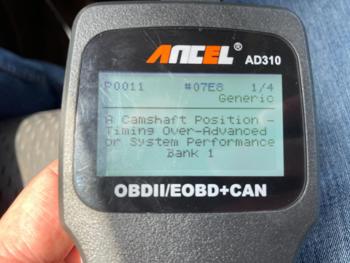 ANCEL® AD310
P0011 #07E8 1/4
Generic
A Camshaft Position -
Timing Over-Advanced
or System Performance
Bank 1
OBDII/EOBD+CAN